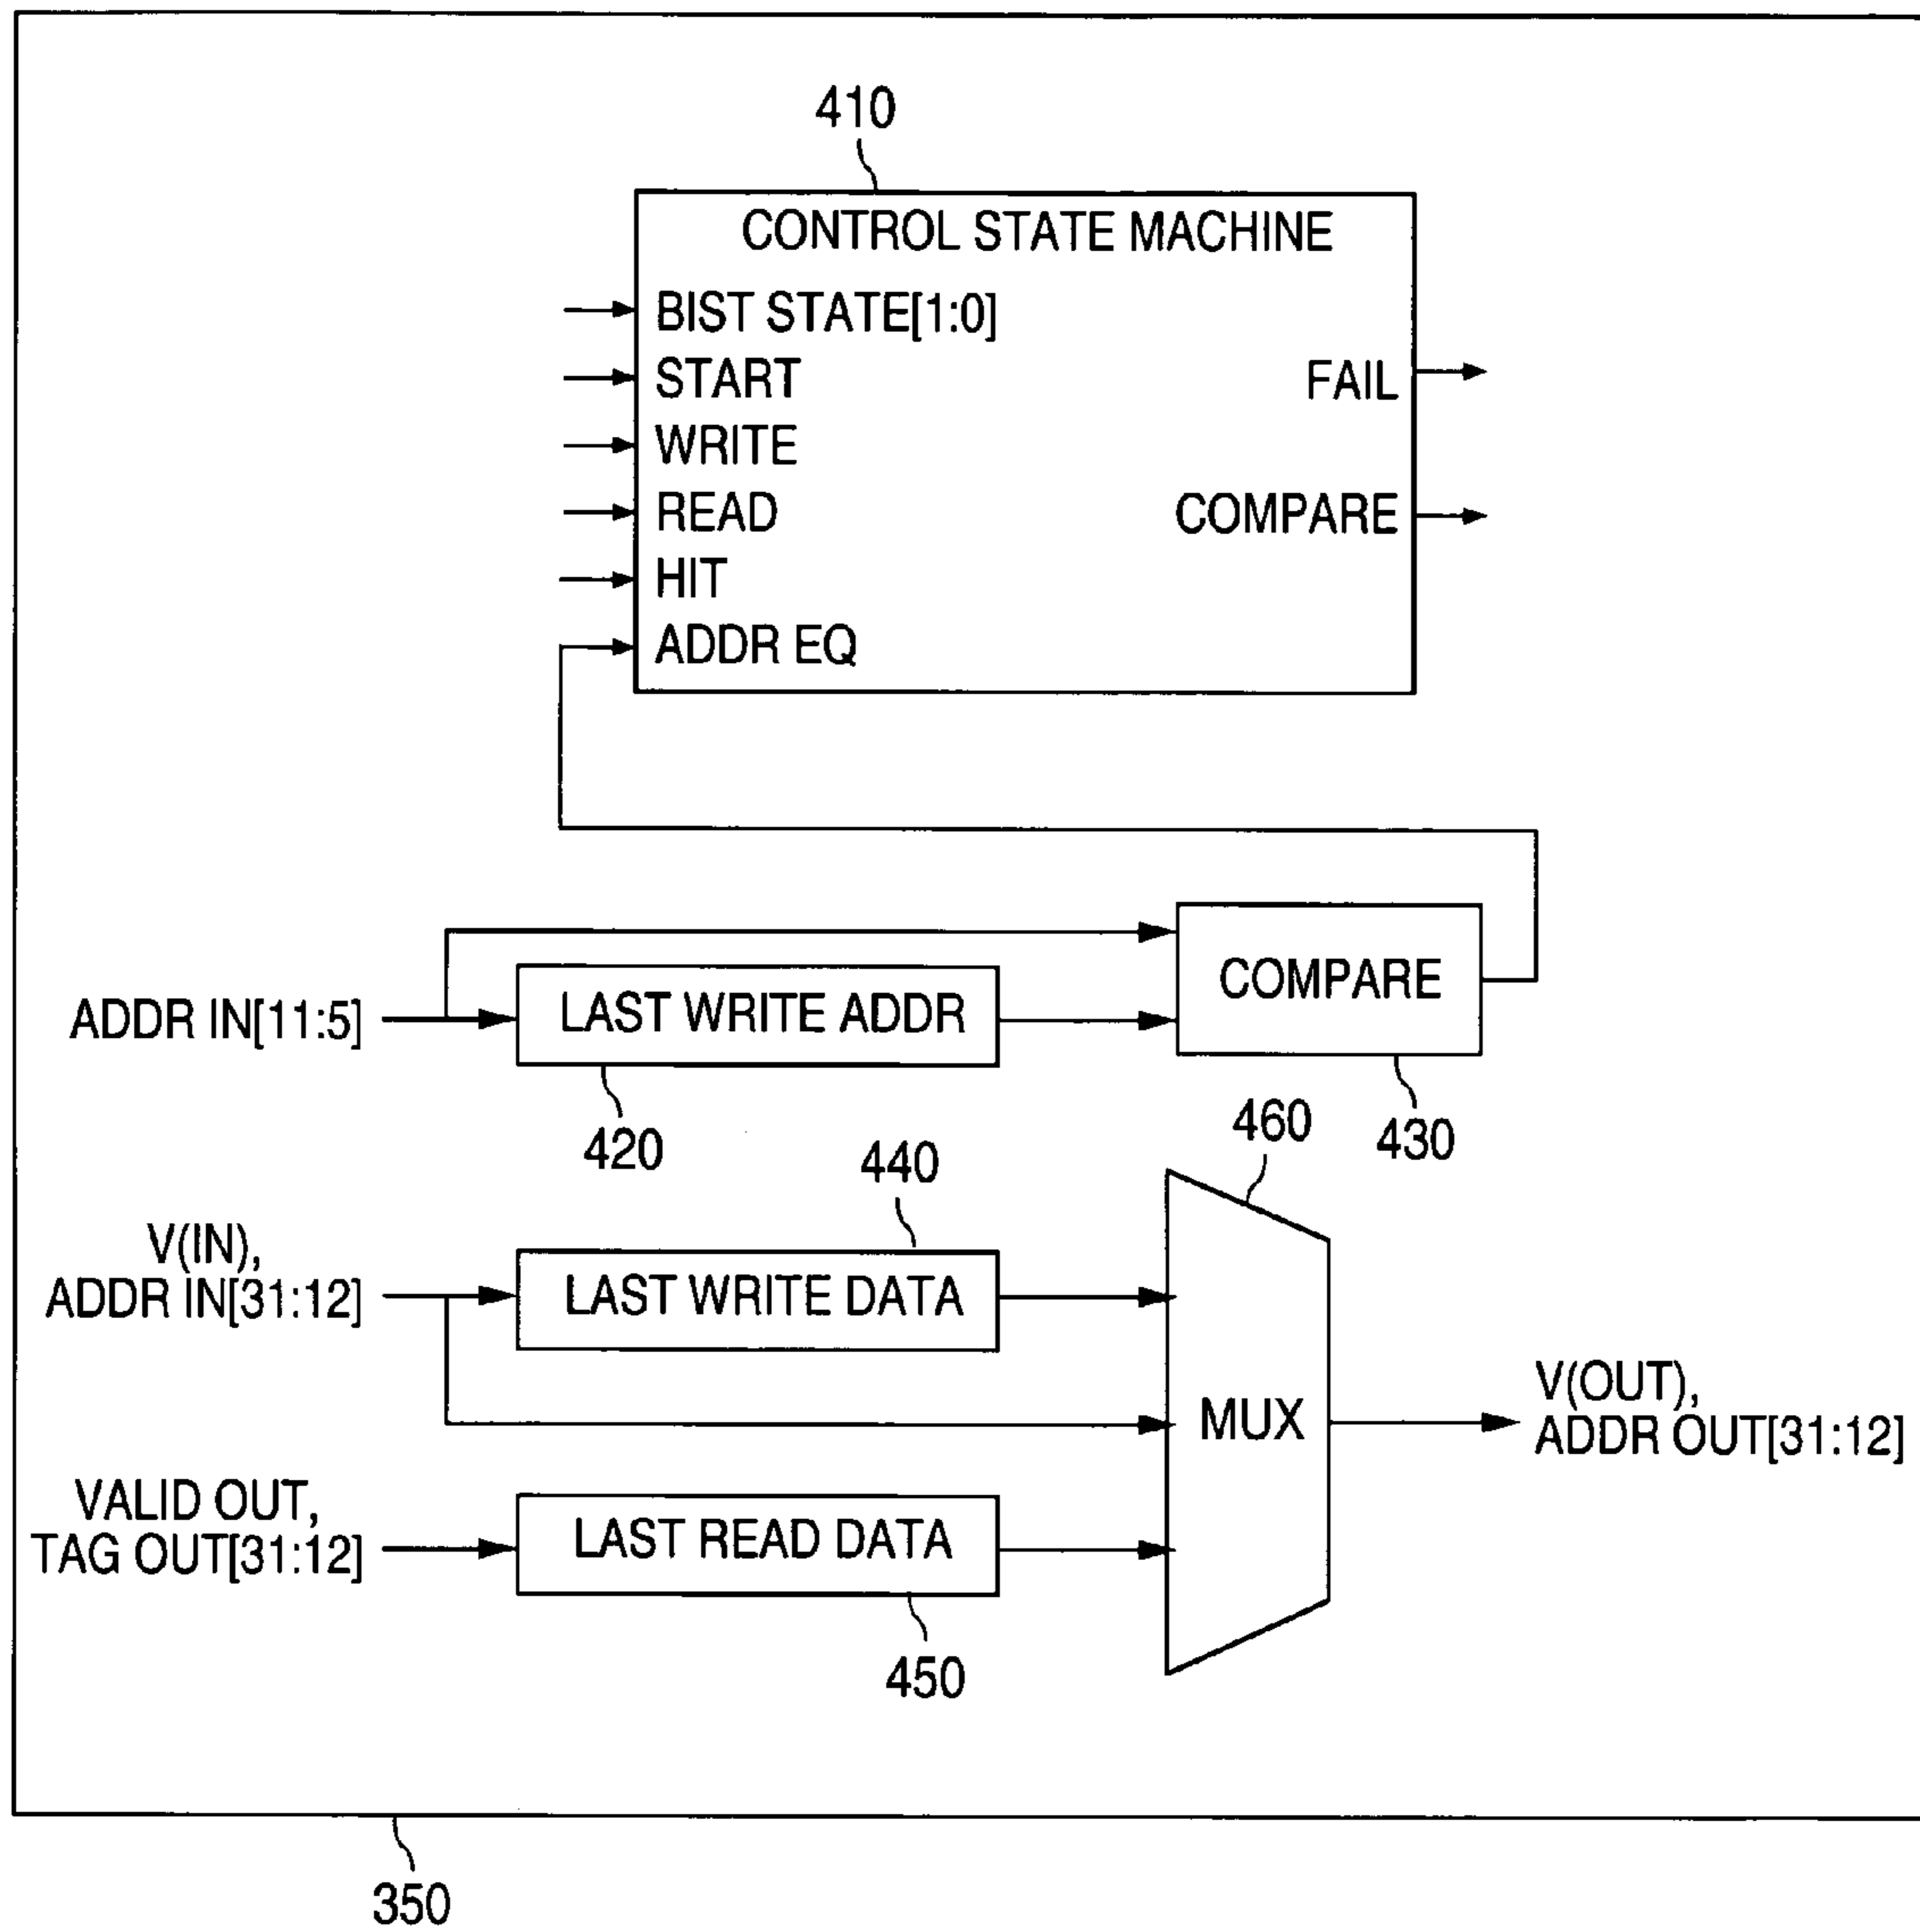 410
CONTROL STATE MACHINE
BIST STATE[1:0]
START
FAIL
WRITE
READ
COMPARE
HIT
ADDR EQ
COMPARE
ADDR IN[11:5]
LAST WRITE ADDR
460
430
420
440
V(IN),
ADDR IN[31:12]
LAST WRITE DATA
V(OUT),
ADDR OUT[31:12]
MUX
VALID OUT,
TAG OUT[31:12]
LAST READ DATA
450
350